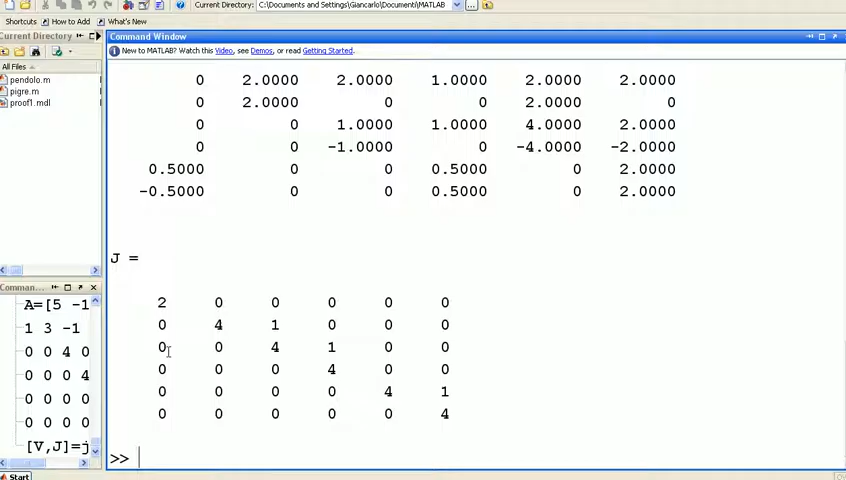 Current Directory: C:\Documents and Settings\Giancarlo\Documenti\MATLAB
Shortcuts How to Add What's New
Current Directory
All Files
pendolo.m
pigre.m
proof1.mdl
Command Window
New to MATLAB? Watch this Video, see Demos, or read Getting Started.
0 2.0000 2.0000 1.0000 2.0000 2.0000
0 2.0000 0 0 2.0000 0
0 0 1.0000 1.0000 4.0000 2.0000
0 0 -1.0000 0 -4.0000 -2.0000
0.5000 0 0 0.5000 0 2.0000
-0.5000 0 0 0.5000 0 2.0000
J =
2 0 0 0 0 0
0 4 1 0 0 0
0 0 4 1 0 0
0 0 0 4 0 0
0 0 0 0 4 1
0 0 0 0 0 4
>>
Comman...
A=[5 -1
1 3 -1
0 0 4 0
0 0 0 4
0 0 0 0
0 0 0 0
[V,J]=j
Start